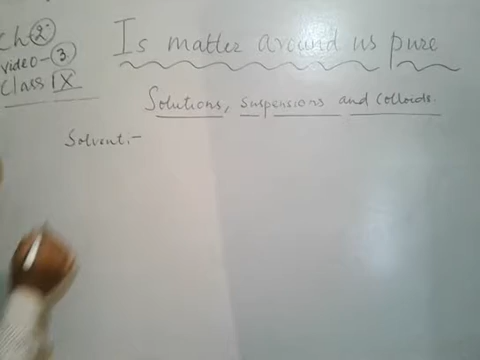 Ch 2:
video - 3.
Class IX
Is matter around us pure
Solutions, suspensions and colloids.
Solvent:-